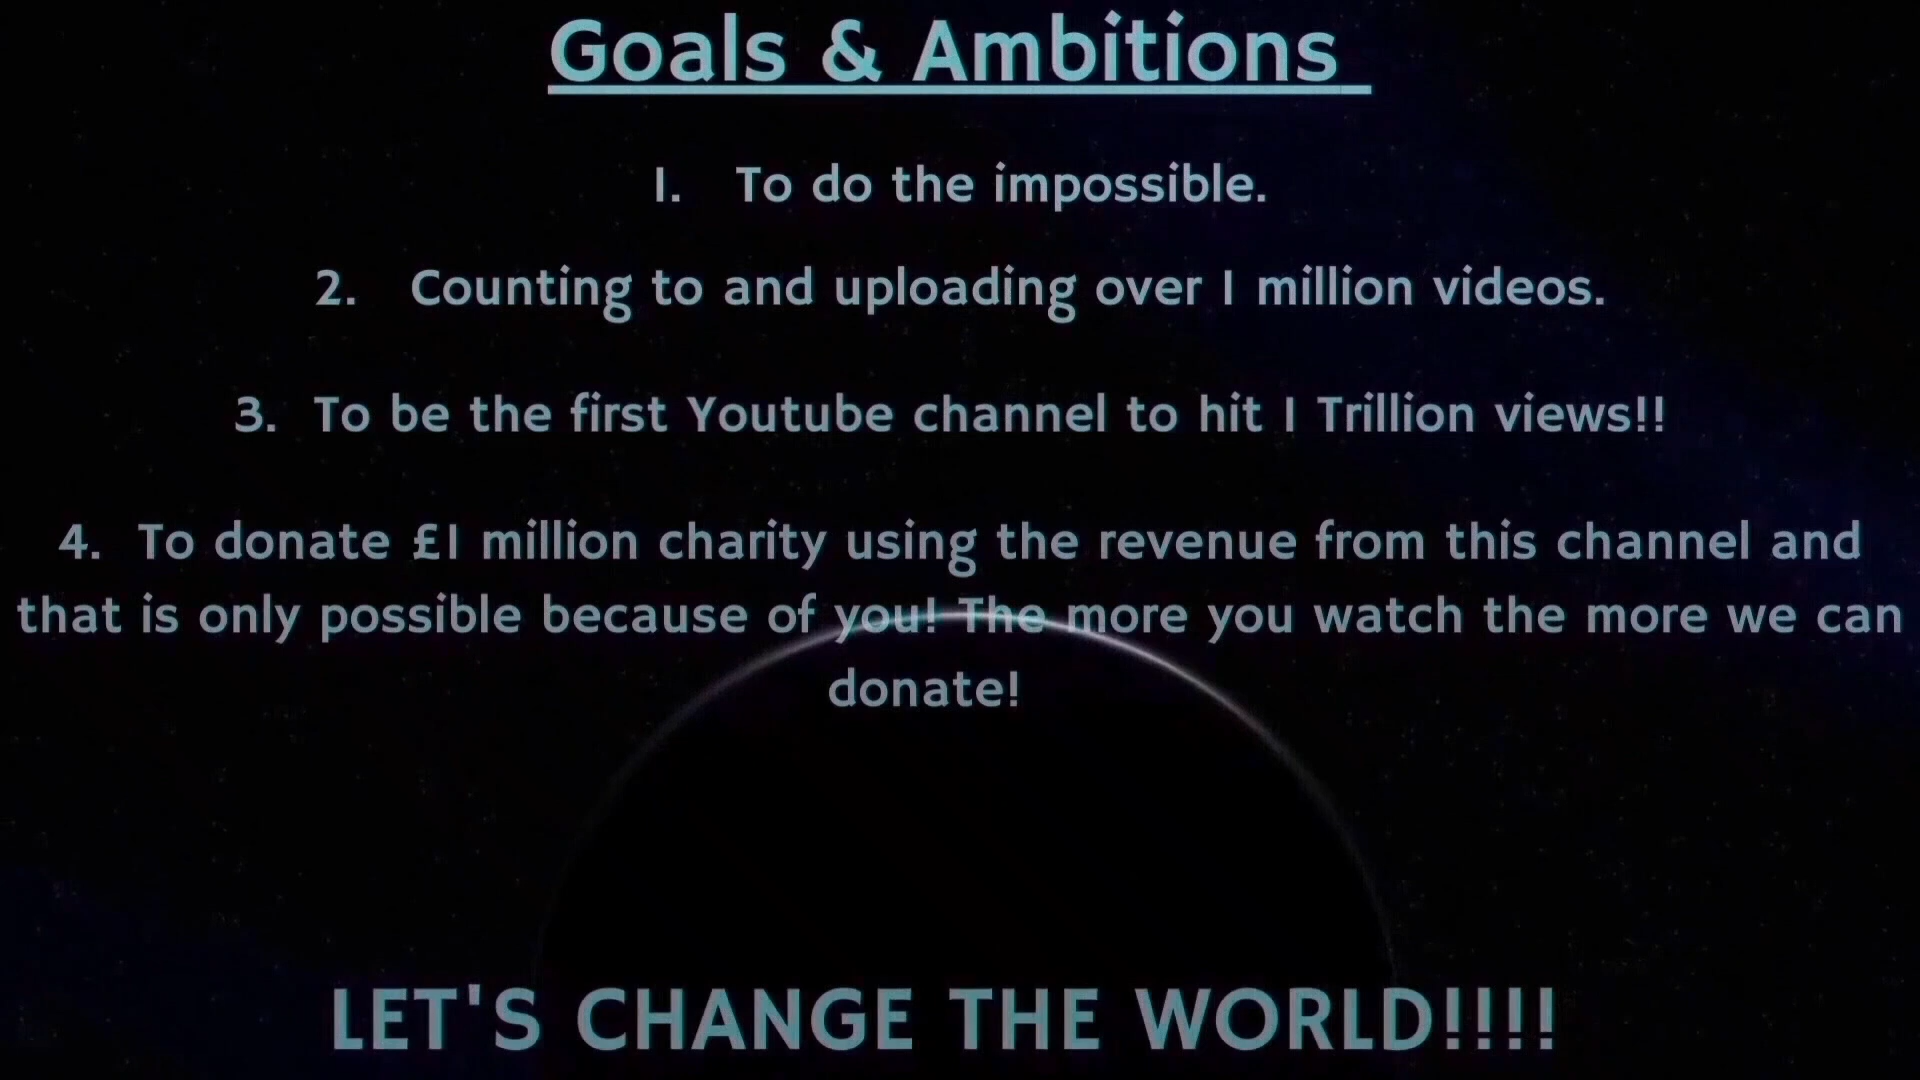 Goals & Ambitions
1. To do the impossible.
2. Counting to and uploading over 1 million videos.
3. To be the first Youtube channel to hit 1 Trillion views!!
4. To donate £1 million charity using the revenue from this channel and
that is only possible because of you! The more you watch the more we can
donate!
LET'S CHANGE THE WORLD!!!!